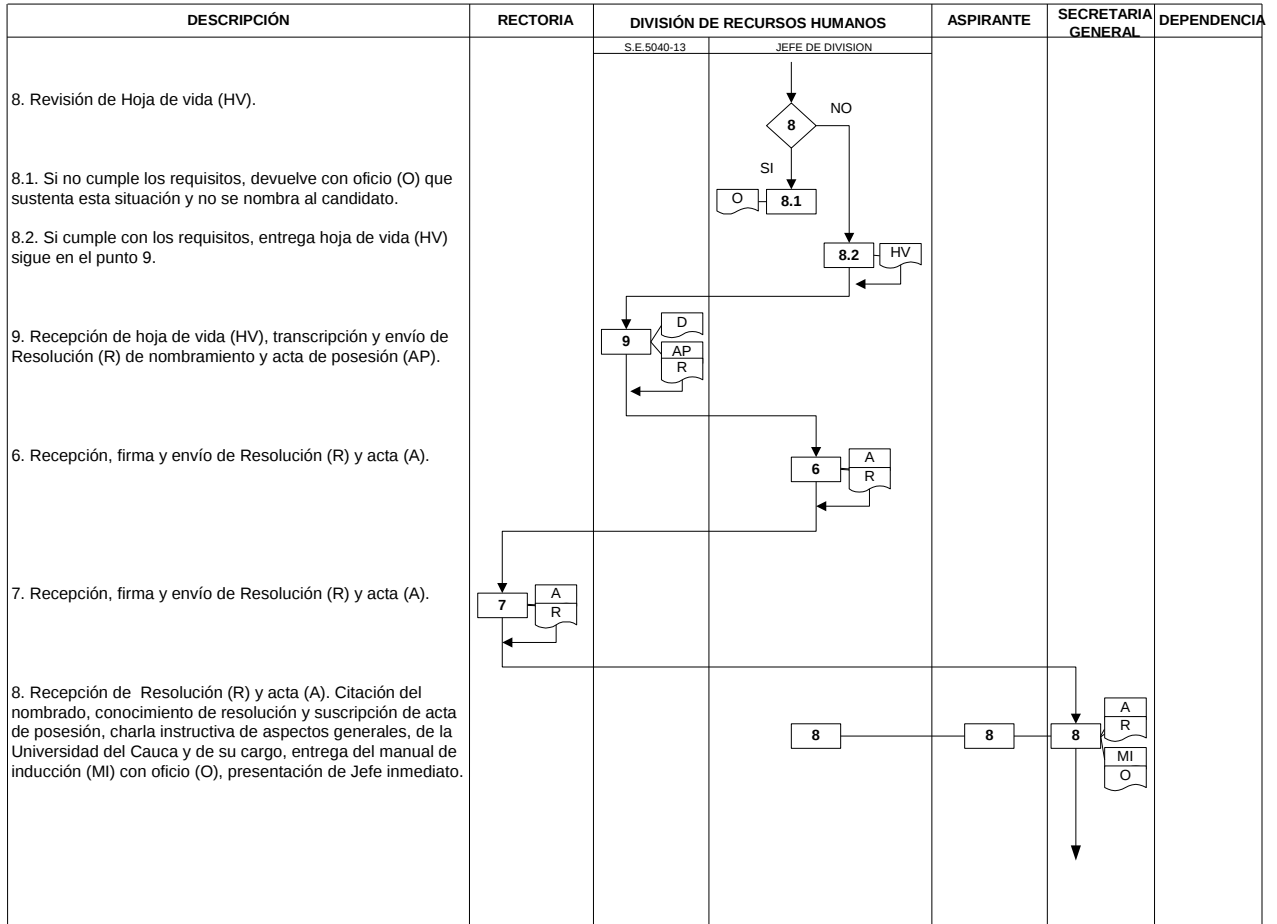 DESCRIPCIÓN
RECTORIA
DIVISIÓN DE RECURSOS HUMANOS
ASPIRANTE
SECRETARIA
GENERAL
DEPENDENCIA
S.E.5040-13
JEFE DE DIVISION
8. Revisión de Hoja de vida (HV).
NO
8
SI
8.1. Si no cumple los requisitos, devuelve con oficio (O) que
sustenta esta situación y no se nombra al candidato.
O
8.1
8.2. Si cumple con los requisitos, entrega hoja de vida (HV)
sigue en el punto 9.
8.2
HV
9. Recepción de hoja de vida (HV), transcripción y envío de
Resolución (R) de nombramiento y acta de posesión (AP).
9
D
AP
R
6. Recepción, firma y envío de Resolución (R) y acta (A).
6
A
R
7. Recepción, firma y envío de Resolución (R) y acta (A).
7
A
R
8. Recepción de  Resolución (R) y acta (A). Citación del
nombrado, conocimiento de resolución y suscripción de acta
de posesión, charla instructiva de aspectos generales, de la
Universidad del Cauca y de su cargo, entrega del manual de
inducción (MI) con oficio (O), presentación de Jefe inmediato.
8
8
8
A
R
MI
O